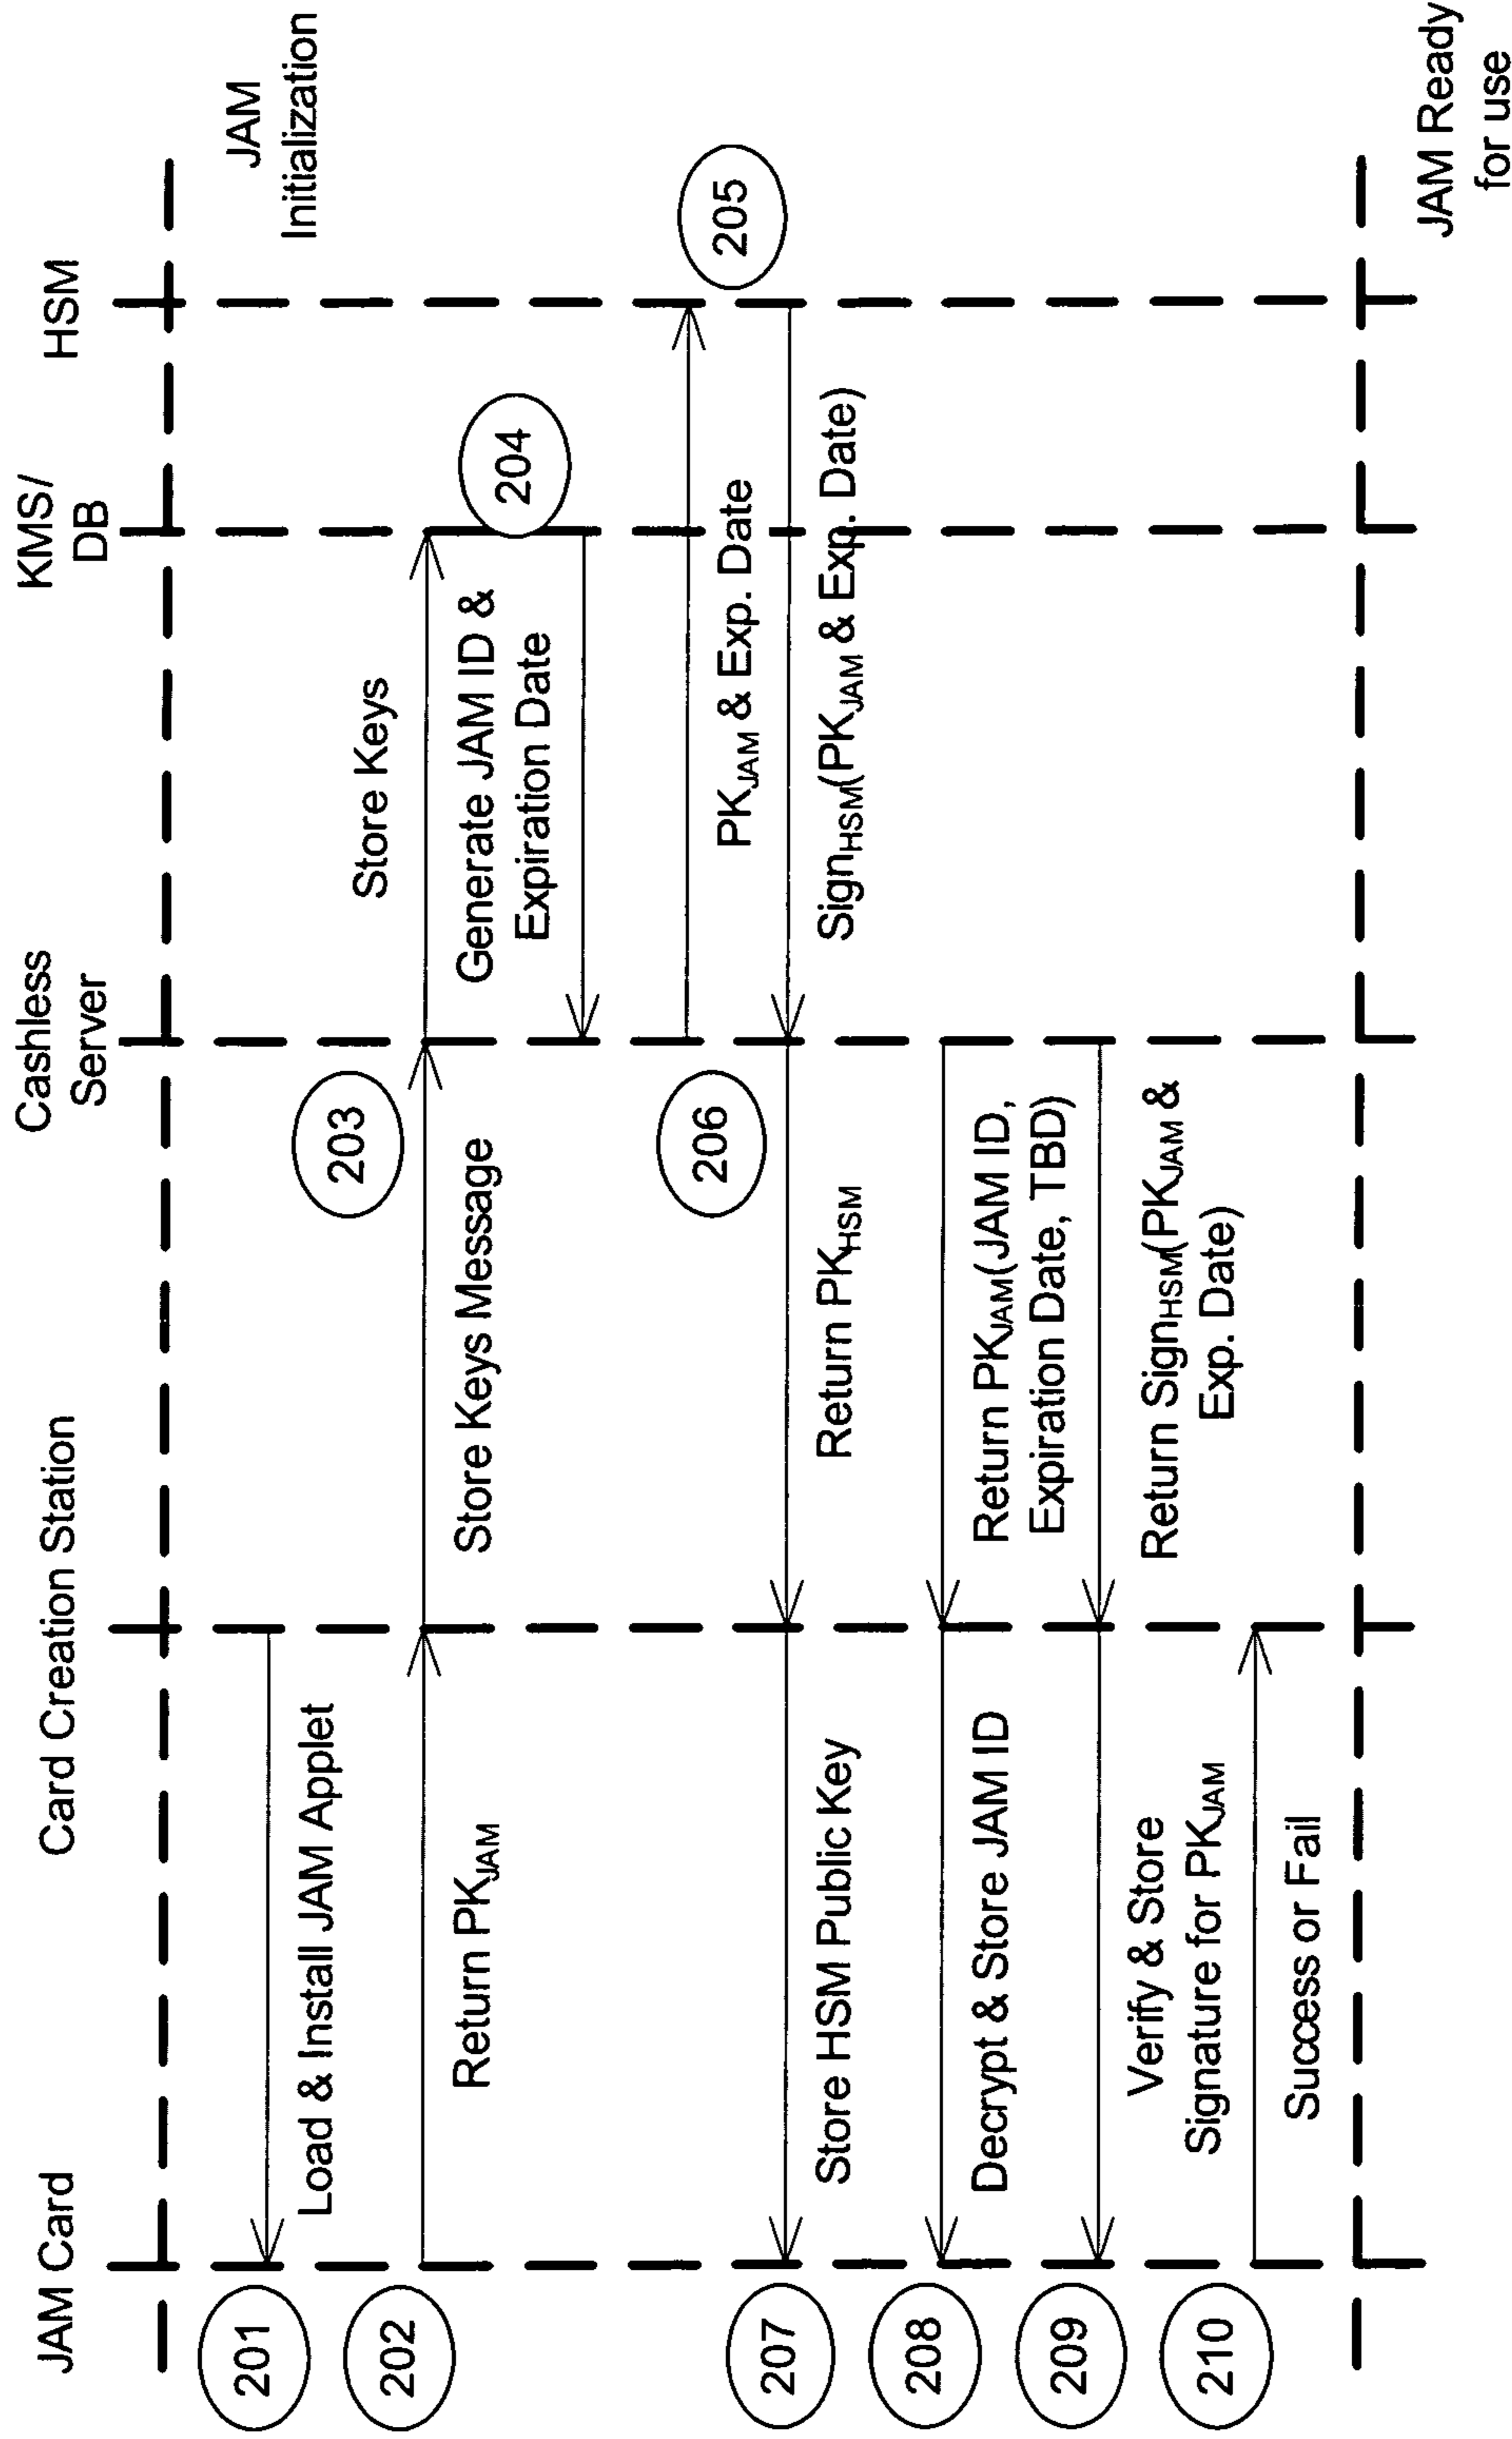 JAM Card
Card Creation Station
Cashless
Server
KMS/
DB
HSM
JAM
Initialization
201
Load & Install JAM Applet
202
Return PKJAM
Store Keys Message
203
Store Keys
204
Generate JAM ID &
Expiration Date
205
PKJAM & Exp. Date
206
SignHSM(PKJAM & Exp. Date)
207
Store HSM Public Key
Return PKHSM
208
Decrypt & Store JAM ID
Return PKJAM(JAM ID,
Expiration Date, TBD)
209
Verify & Store
Signature for PKJAM
Return SignHSM(PKJAM &
Exp. Date)
210
Success or Fail
JAM Ready
for use